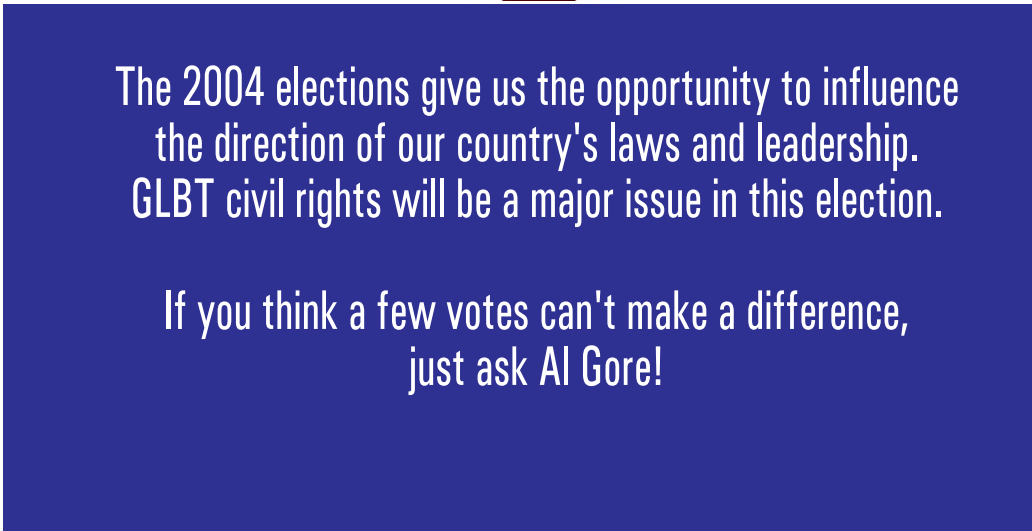 The 2004 elections give us the opportunity to influence
the direction of our country's laws and leadership.
GLBT civil rights will be a major issue in this election.
If you think a few votes can't make a difference,
just ask Al Gore!